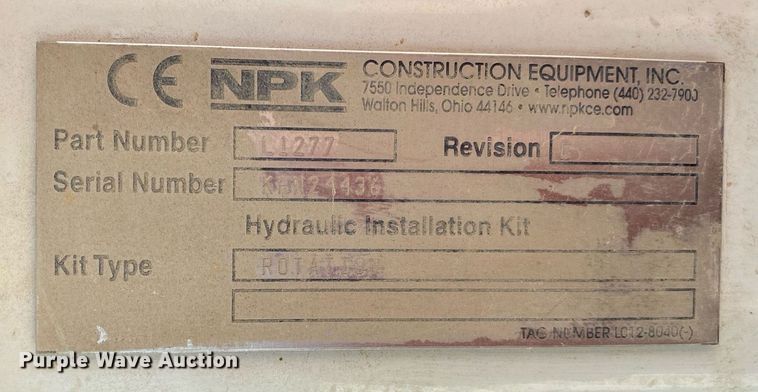 CE NPK CONSTRUCTION EQUIPMENT, INC.
7550 Independence Drive • Telephone (440) 232-7900
Walton Hills, Ohio 44146 • www.npkce.com
Part Number L1277 Revision
Serial Number
Hydraulic Installation Kit
Kit Type
TAG NUMBER L012-8040(-)
Purple Wave Auction